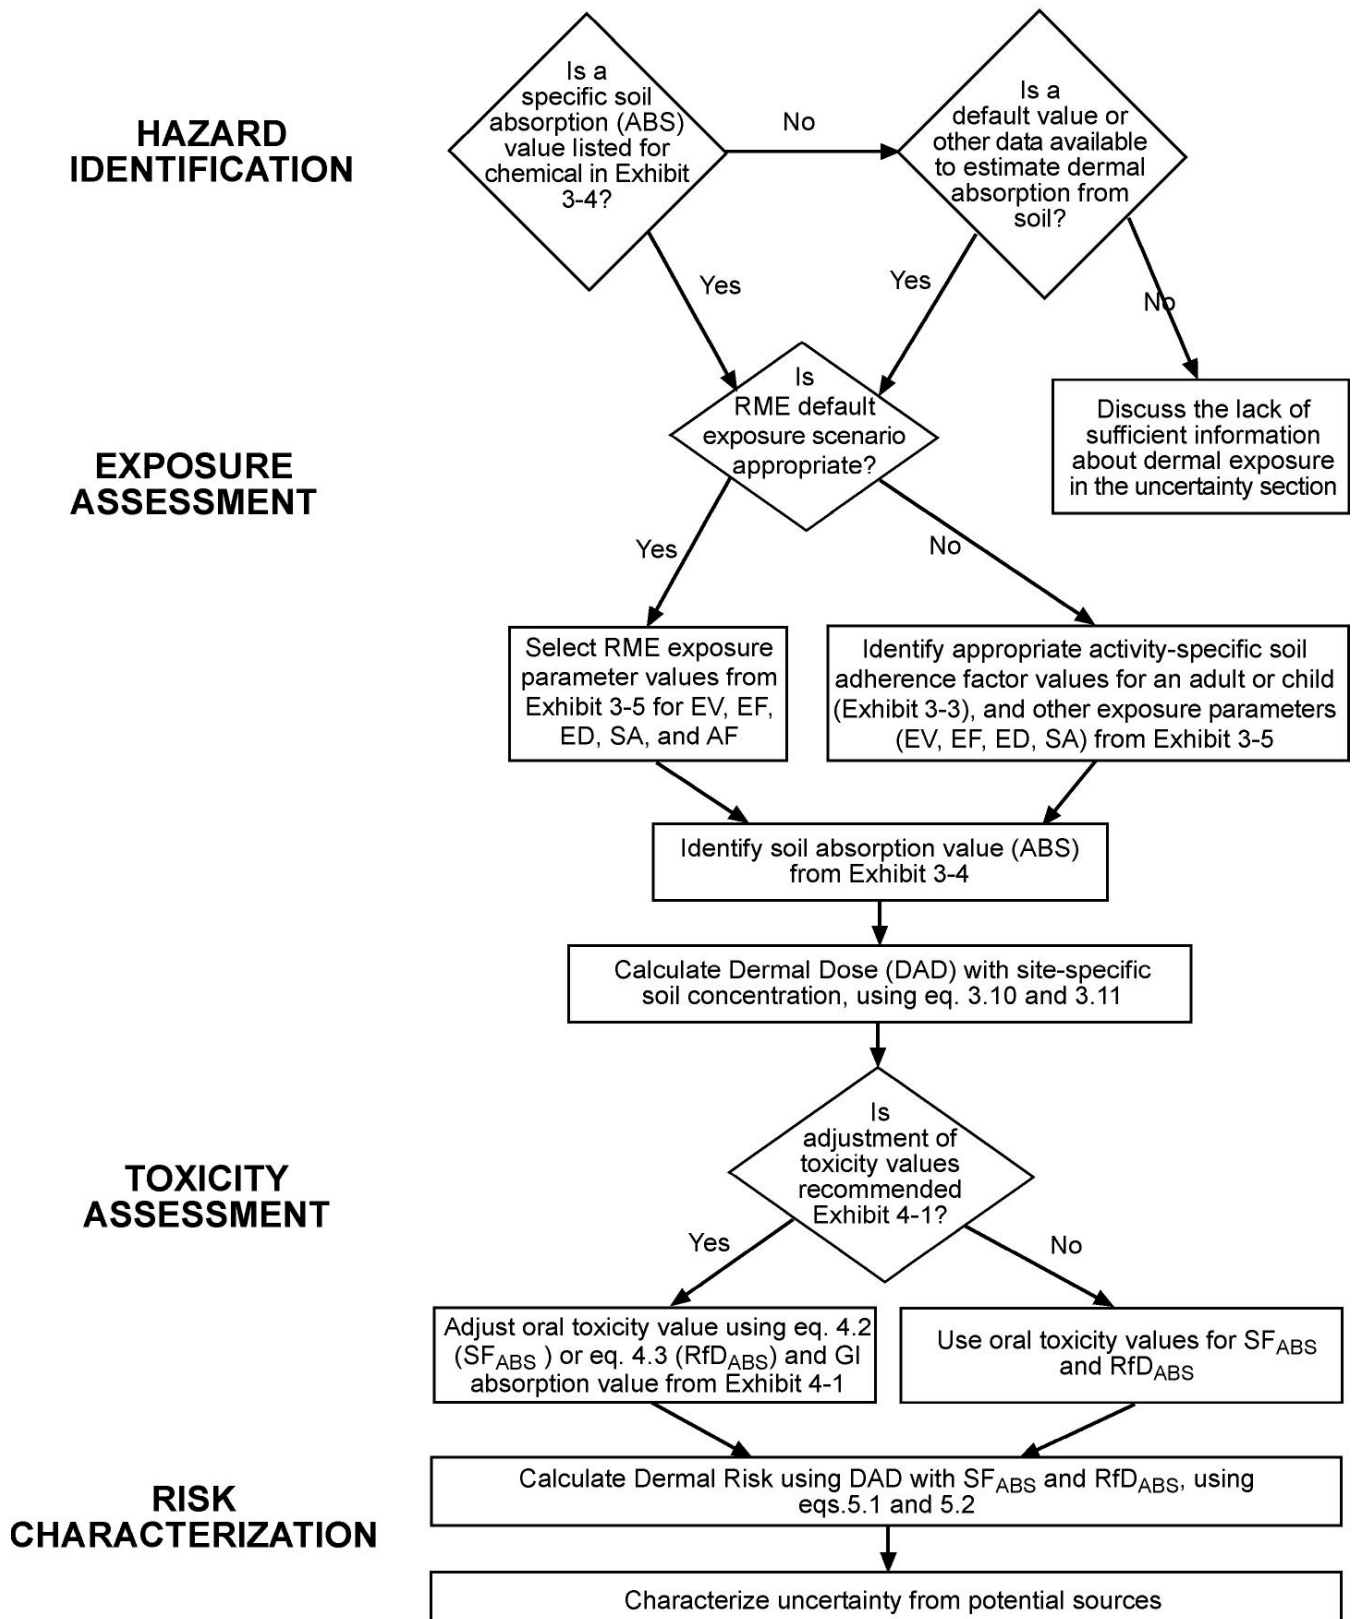 HAZARD
IDENTIFICATION
Is a
specific soil
absorption (ABS)
value listed for
chemical in Exhibit
3-4?
No
Is a
default value or
other data available
to estimate dermal
absorption from
soil?
Yes
Yes
No
EXPOSURE
ASSESSMENT
Is
RME default
exposure scenario
appropriate?
Discuss the lack of
sufficient information
about dermal exposure
in the uncertainty section
Yes
No
Select RME exposure
parameter values from
Exhibit 3-5 for EV, EF,
ED, SA, and AF
Identify appropriate activity-specific soil
adherence factor values for an adult or child
(Exhibit 3-3), and other exposure parameters
(EV, EF, ED, SA) from Exhibit 3-5
Identify soil absorption value (ABS)
from Exhibit 3-4
Calculate Dermal Dose (DAD) with site-specific
soil concentration, using eq. 3.10 and 3.11
TOXICITY
ASSESSMENT
Is
adjustment of
toxicity values
recommended
Exhibit 4-1?
Yes
No
Adjust oral toxicity value using eq. 4.2
(SFABS ) or eq. 4.3 (RfDABS) and GI
absorption value from Exhibit 4-1
Use oral toxicity values for SFABS
and RfDABS
RISK
CHARACTERIZATION
Calculate Dermal Risk using DAD with SFABS and RfDABS, using
eqs.5.1 and 5.2
Characterize uncertainty from potential sources